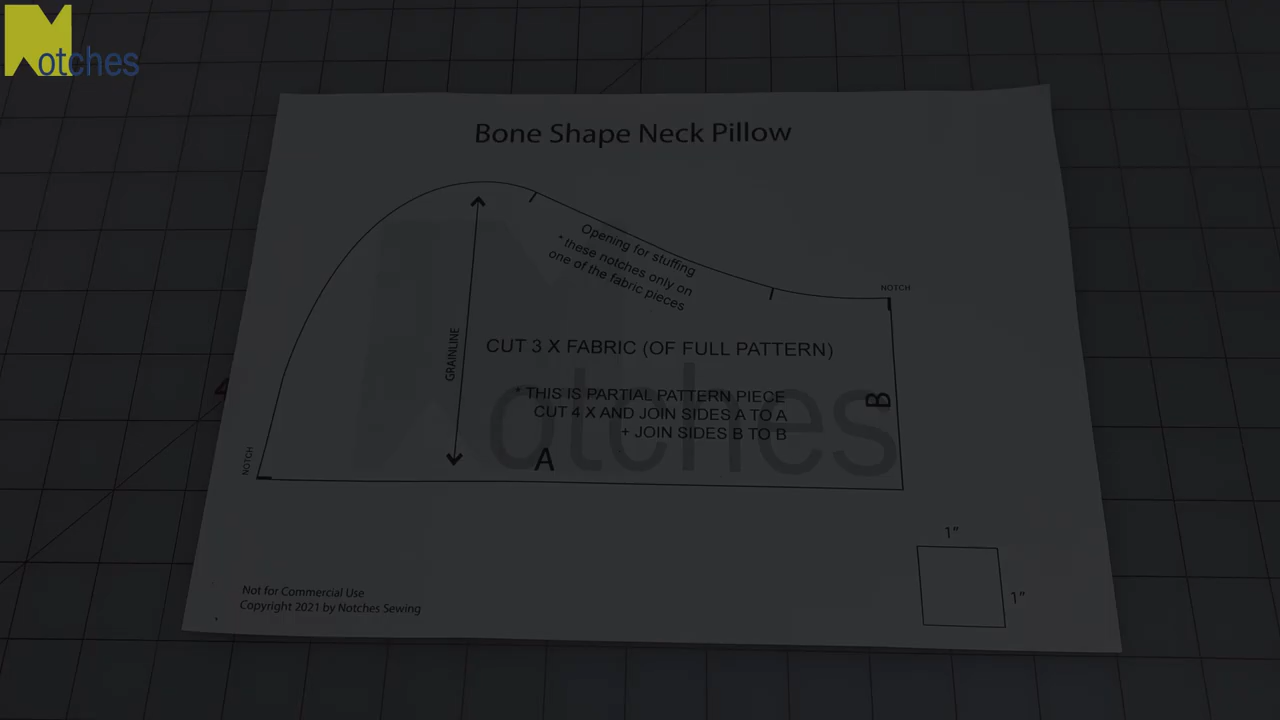 Notches
Bone Shape Neck Pillow
Opening for stuffing
* these notches only on
one of the fabric pieces
NOTCH
GRAINLINE
CUT 3 X FABRIC (OF FULL PATTERN)
* THIS IS PARTIAL PATTERN PIECE
CUT 4 X AND JOIN SIDES A TO A
+ JOIN SIDES B TO B
B
A
Notches
NOTCH
4
1"
1"
Not for Commercial Use
Copyright 2021 by Notches Sewing